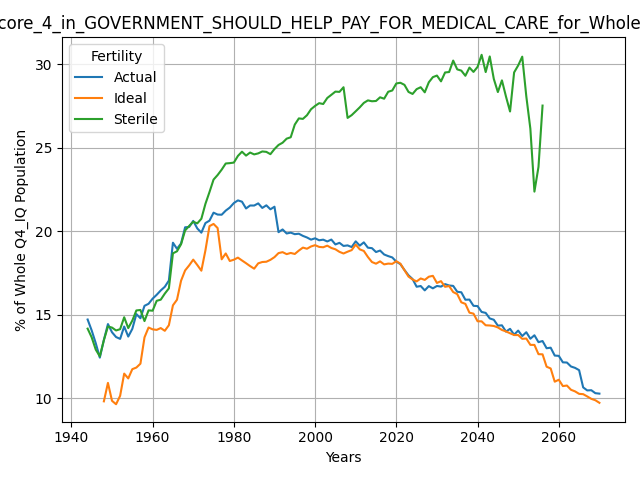 core_4_in_GOVERNMENT_SHOULD_HELP_PAY_FOR_MEDICAL_CARE_for_Whole
Fertility
Actual
Ideal
Sterile
% of Whole Q4_IQ Population
30
25
20
15
10
1940
1960
1980
2000
2020
2040
2060
Years